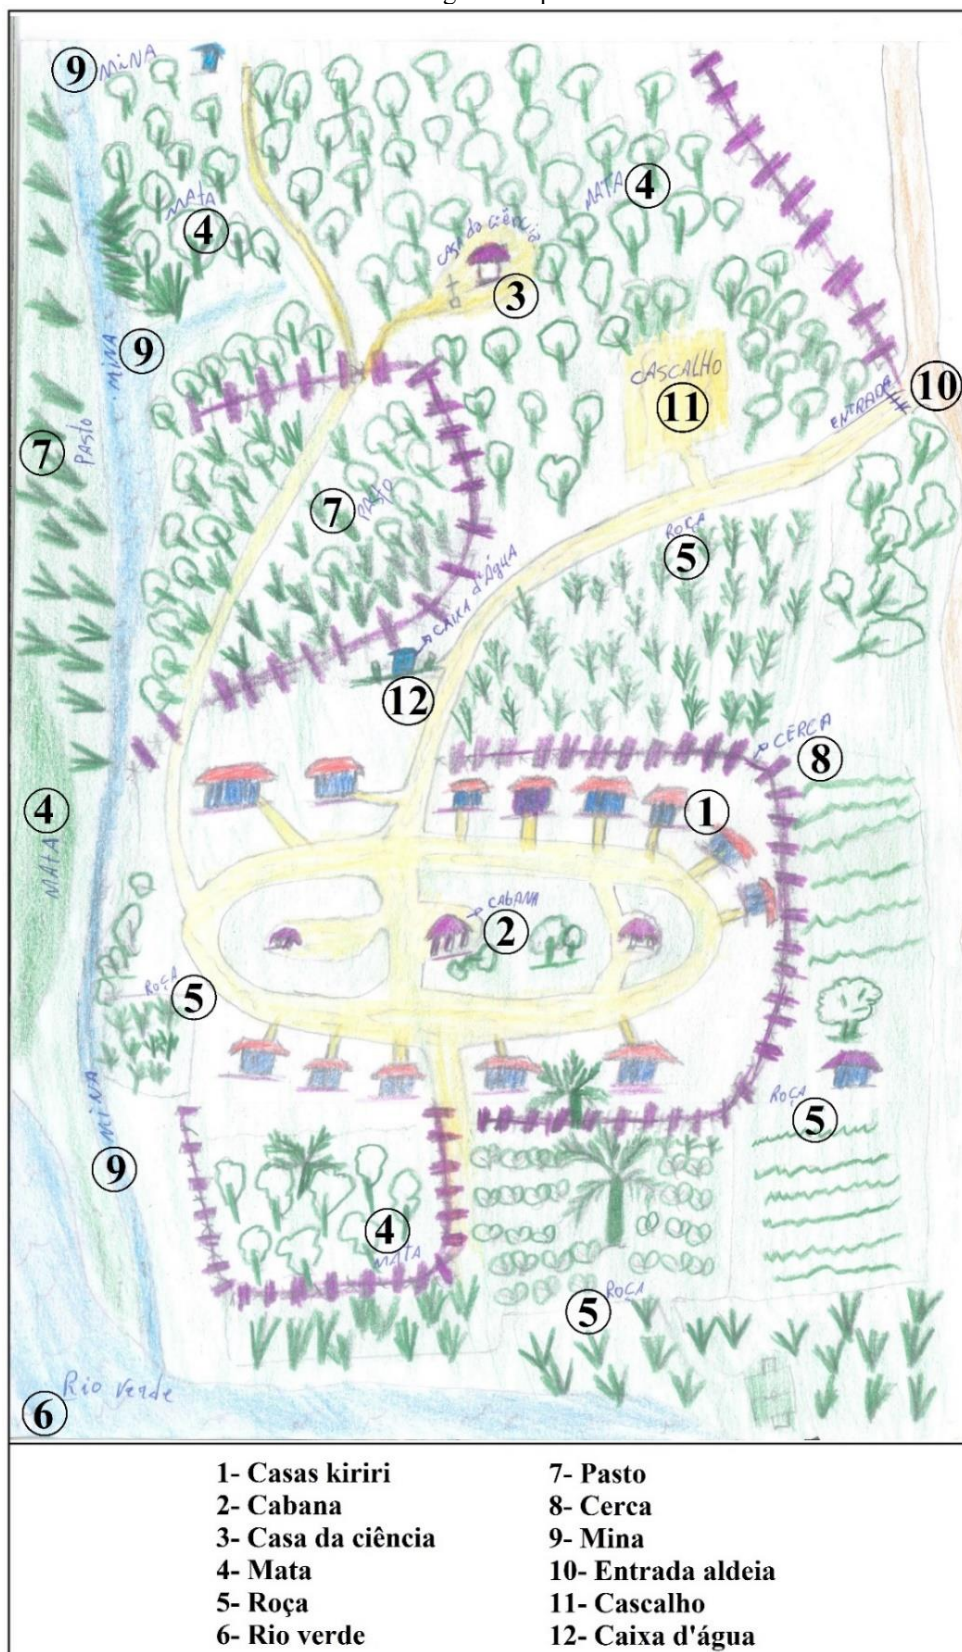 9 MiNA
MATA 4
MATA
4
CASA da Ciência
3
9
MINA
CASCALHO
11
10
ENTRADA
7
PASTO
7 PASTO
ROÇA
5
CAIXA d'Água
12
CERCA
8
4
MATA
1
CABANA
2
ROÇA
5
ROÇA
5
MINA
9
4
MATA
5 ROÇA
Rio Verde
6
1- Casas kiriri
2- Cabana
3- Casa da ciência
4- Mata
5- Roça
6- Rio verde
7- Pasto
8- Cerca
9- Mina
10- Entrada aldeia
11- Cascalho
12- Caixa d'água